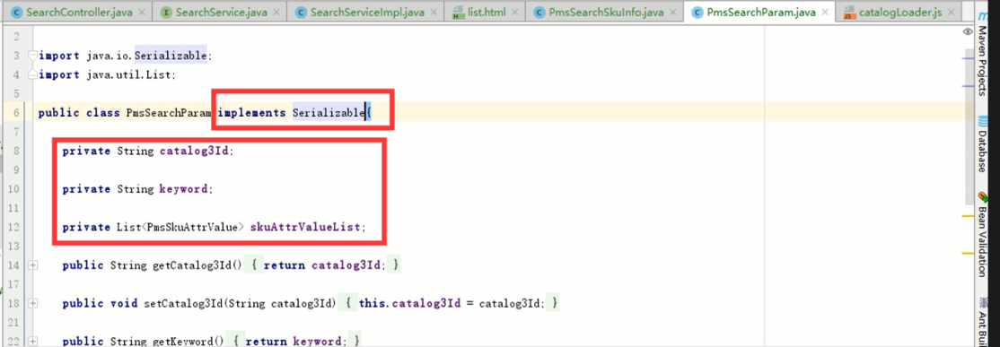 SearchController.java × SearchService.java × SearchServiceImpl.java × list.html × PmsSearchSkuInfo.java × PmsSearchParam.java × catalogLoader.js ×
2
3 import java.io.Serializable;
4 import java.util.List;
5
6 public class PmsSearchParam implements Serializable{
7
8 private String catalog3Id;
9
10 private String keyword;
11
12 private List<PmsSkuAttrValue> skuAttrValueList;
13
14 public String getCatalog3Id() { return catalog3Id; }
17
18 public void setCatalog3Id(String catalog3Id) { this.catalog3Id = catalog3Id; }
21
22 public String getKeyword() { return keyword; }
Maven Projects
Database
Bean Validation
Ant Buil